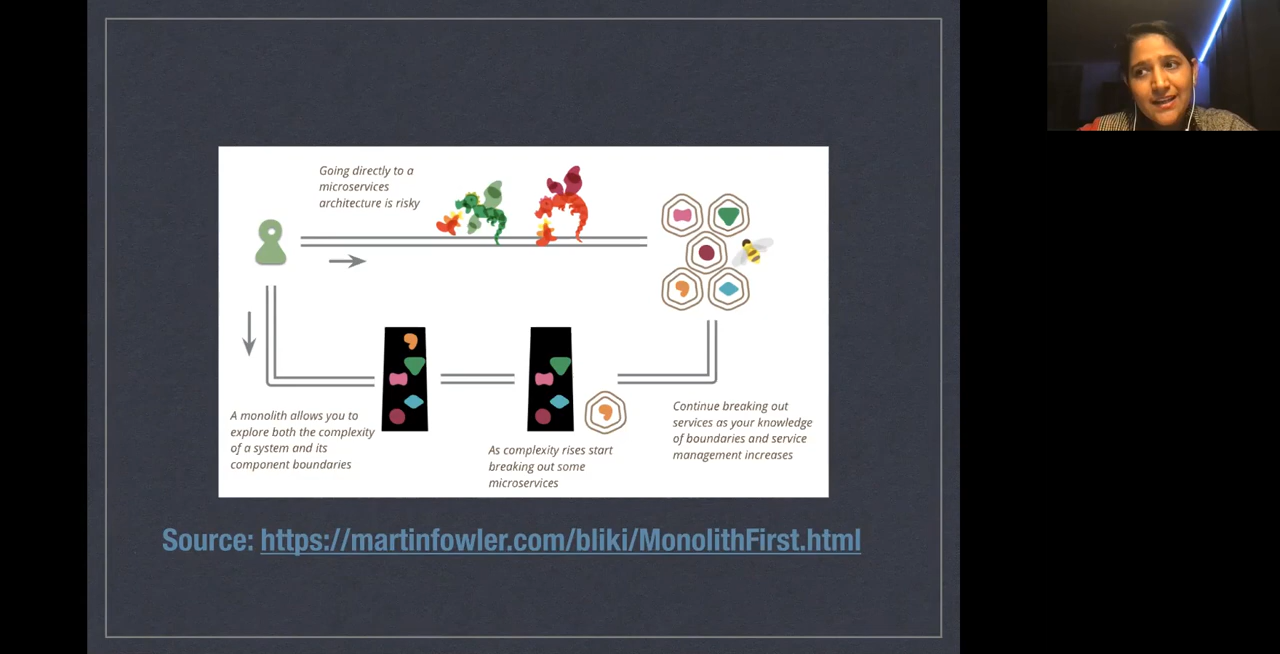 Going directly to a
microservices
architecture is risky
A monolith allows you to
explore both the complexity
of a system and its
component boundaries
As complexity rises start
breaking out some
microservices
Continue breaking out
services as your knowledge
of boundaries and service
management increases
Source: https://martinfowler.com/bliki/MonolithFirst.html